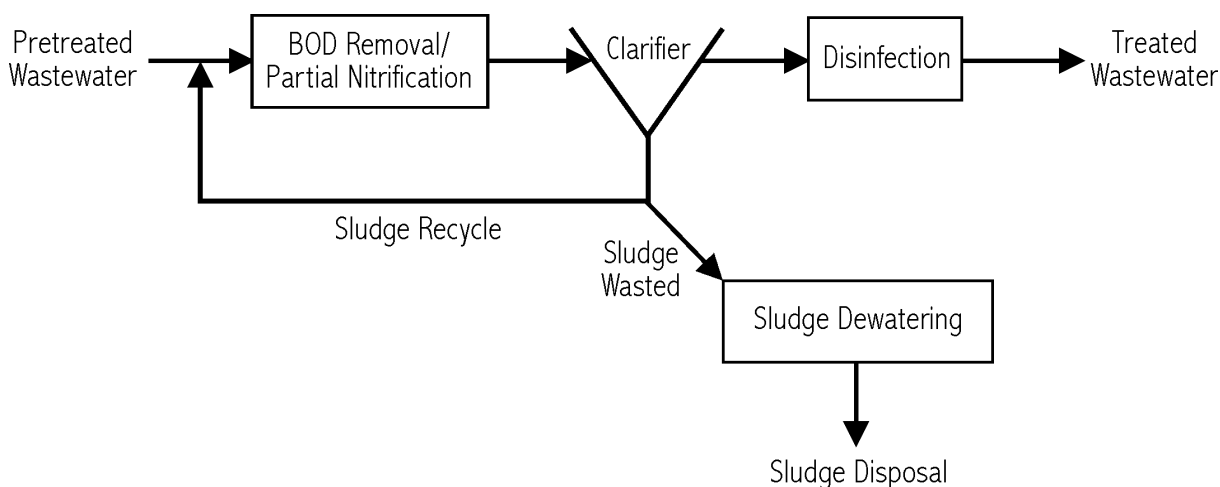 Pretreated
Wastewater
BOD Removal/
Partial Nitrification
Clarifier
Disinfection
Treated
Wastewater
Sludge Recycle
Sludge
Wasted
Sludge Dewatering
Sludge Disposal